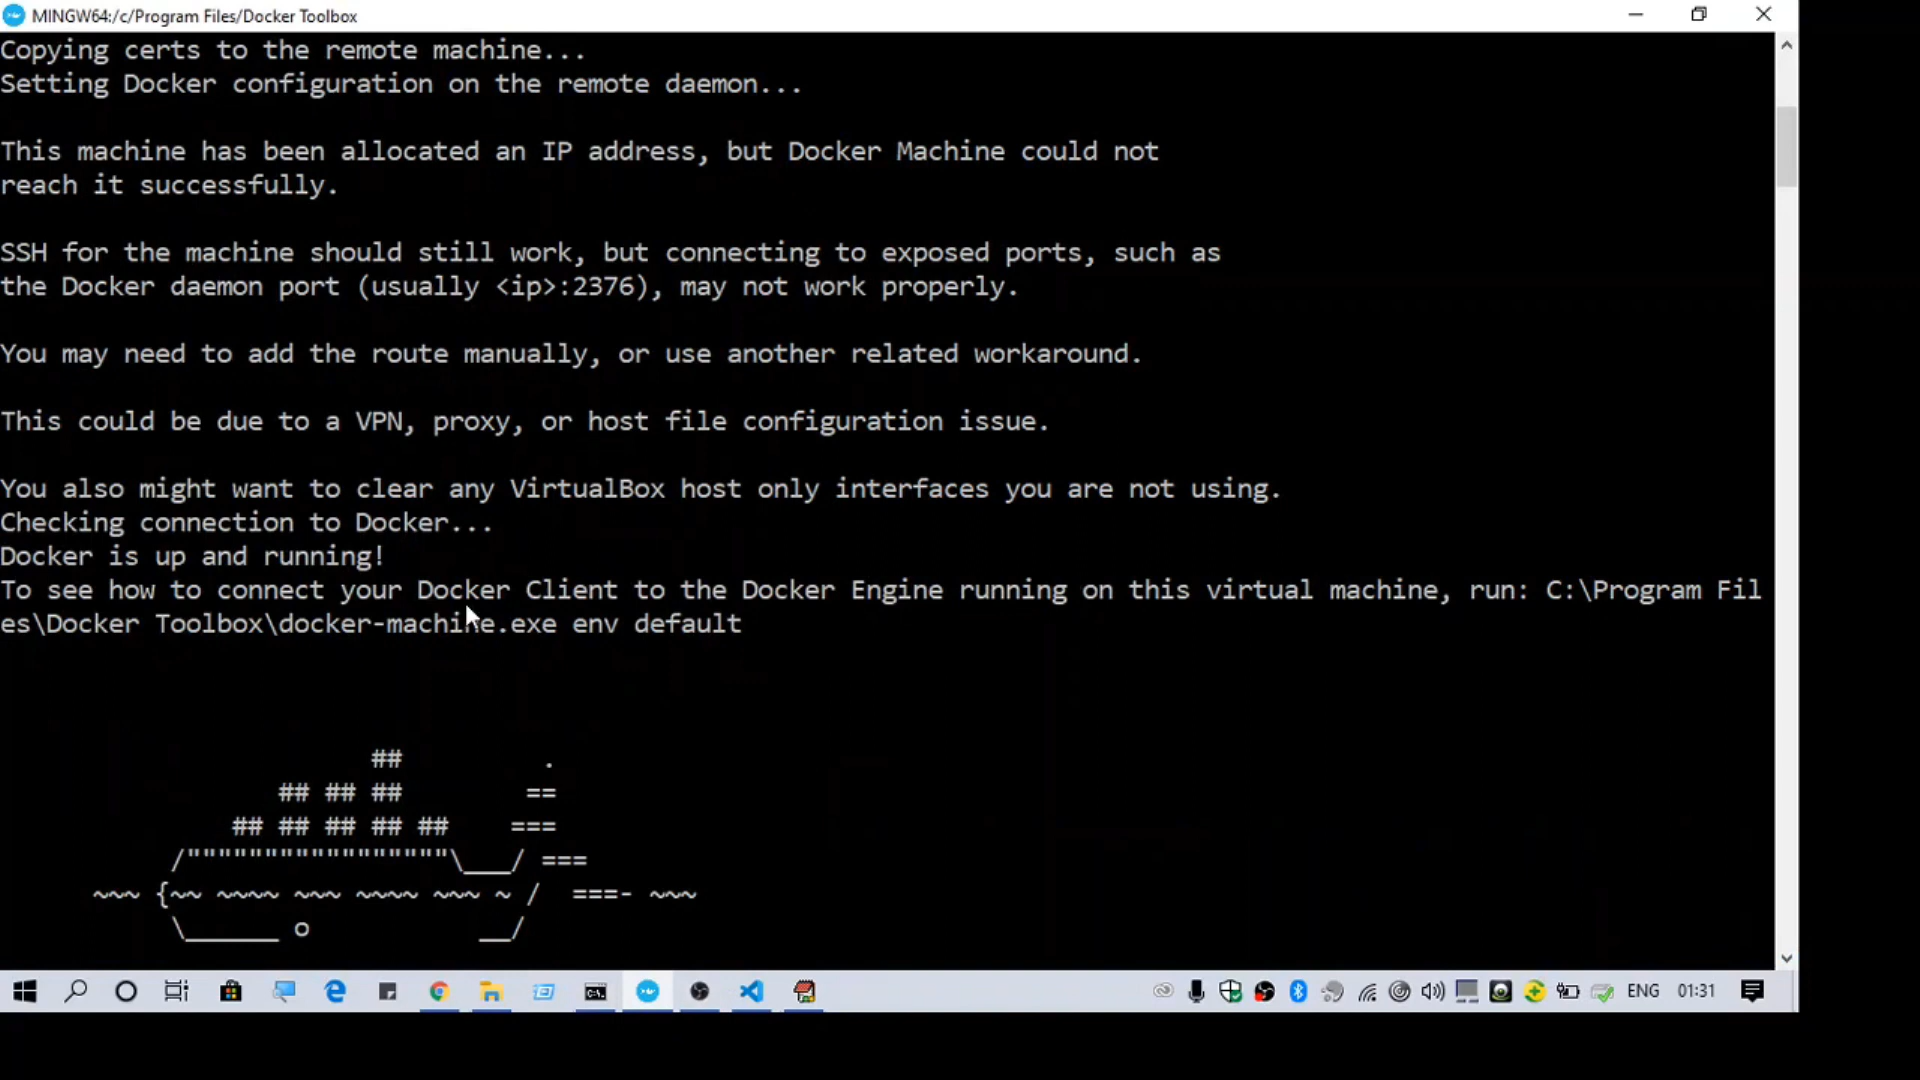 MINGW64:/c/Program Files/Docker Toolbox
Copying certs to the remote machine...
Setting Docker configuration on the remote daemon...
This machine has been allocated an IP address, but Docker Machine could not
reach it successfully.
SSH for the machine should still work, but connecting to exposed ports, such as
the Docker daemon port (usually <ip>:2376), may not work properly.
You may need to add the route manually, or use another related workaround.
This could be due to a VPN, proxy, or host file configuration issue.
You also might want to clear any VirtualBox host only interfaces you are not using.
Checking connection to Docker...
Docker is up and running!
To see how to connect your Docker Client to the Docker Engine running on this virtual machine, run: C:\Program Fil
es\Docker Toolbox\docker-machine.exe env default
                        ##         .
                  ## ## ##        ==
               ## ## ## ## ##    ===
           /"""""""""""""""""\___/ ===
      ~~~ {~~ ~~~~ ~~~ ~~~~ ~~~ ~ /  ===- ~~~
           \______ o           __/
ENG 01:31